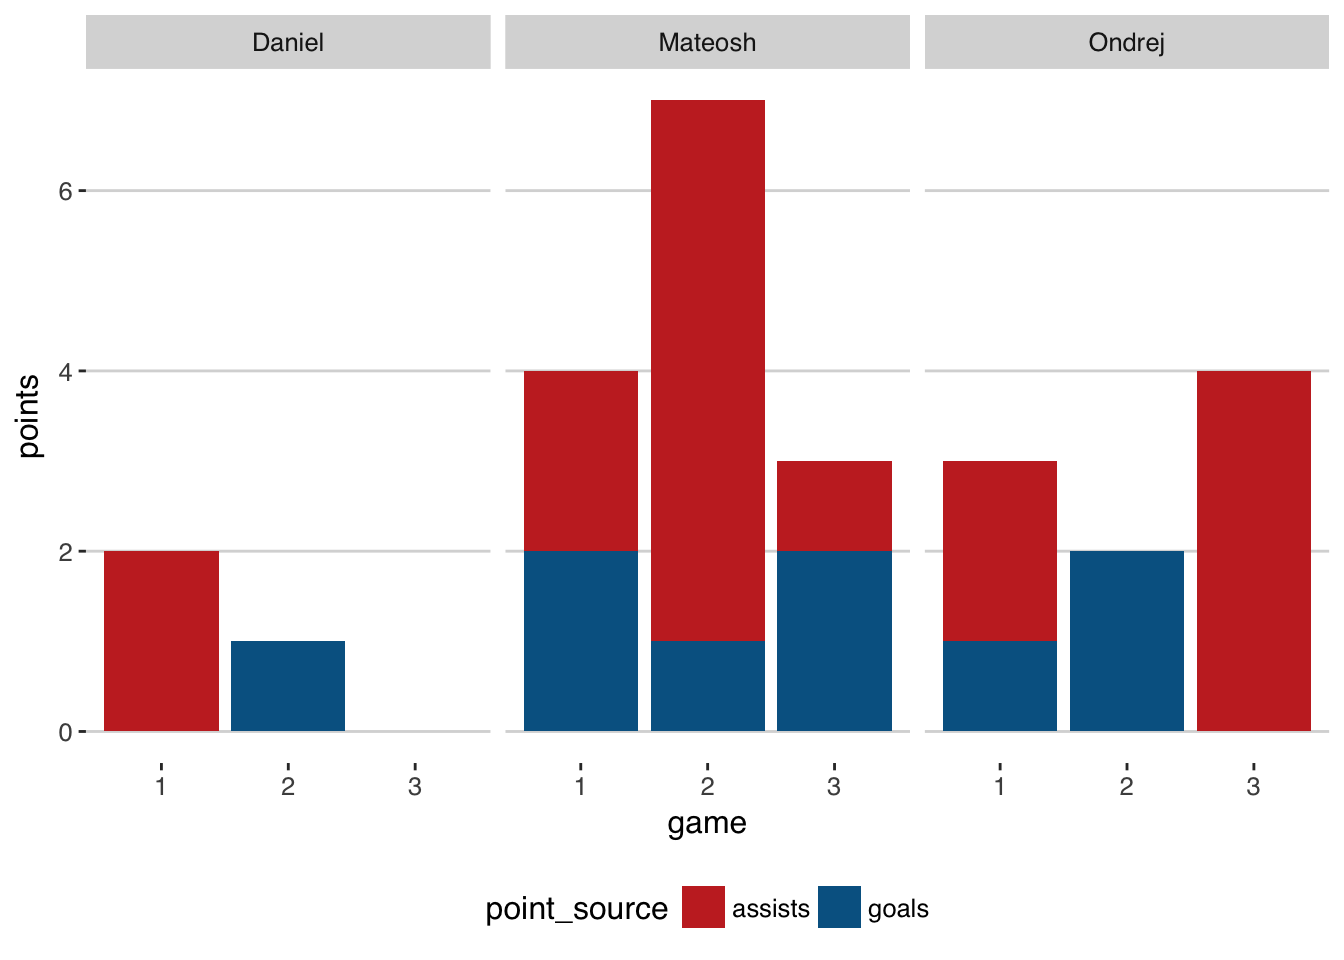 Daniel Mateosh Ondrej
6
4
2
0
points
1 2 3 1 2 3 1 2 3
game
point_source assists goals